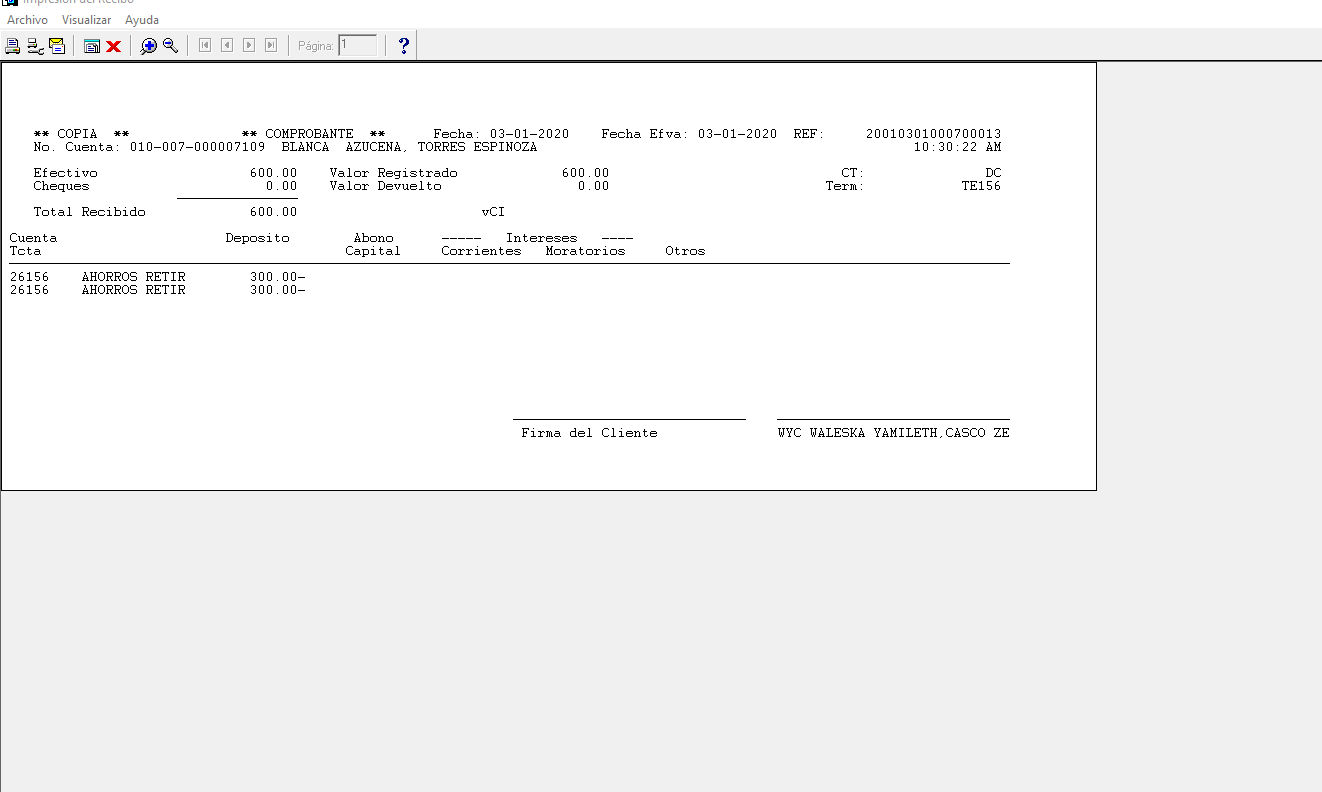 Impresión del Recibo
Archivo Visualizar Ayuda
Página: 1 ?
** COPIA ** ** COMPROBANTE ** Fecha: 03-01-2020 Fecha Efva: 03-01-2020 REF: 20010301000700013
No. Cuenta: 010-007-000007109 BLANCA AZUCENA, TORRES ESPINOZA 10:30:22 AM
Efectivo 600.00 Valor Registrado 600.00 CT: DC
Cheques 0.00 Valor Devuelto 0.00 Term: TE156
Total Recibido 600.00 vCI
Cuenta Deposito Abono ----- Intereses ----
Tcta Capital Corrientes Moratorios Otros
26156 AHORROS RETIR 300.00-
26156 AHORROS RETIR 300.00-
Firma del Cliente WYC WALESKA YAMILETH,CASCO ZE